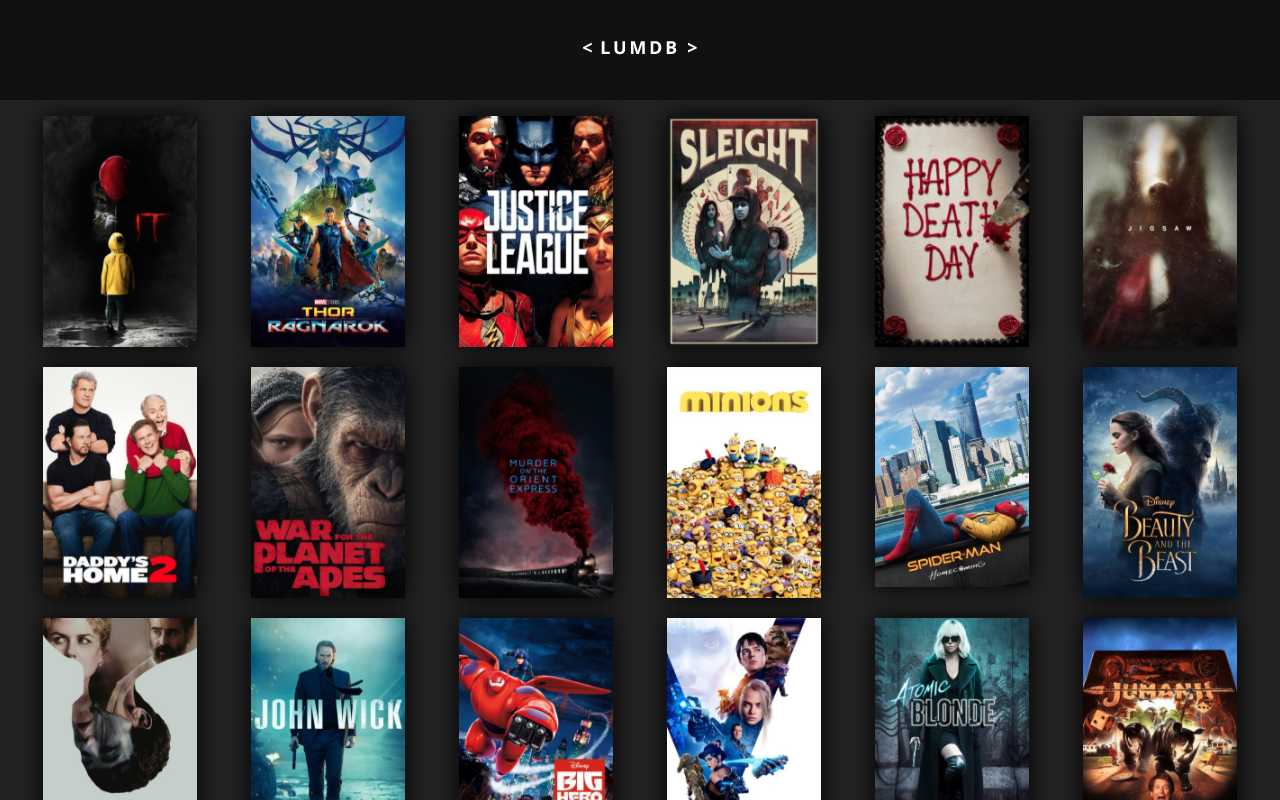 < LUMDB >
IT
MARVEL STUDIOS
THOR
RAGNAROK
JUSTICE
LEAGUE
SLEIGHT
HAPPY
DEATH
DAY
JIGSAW
DADDY'S
HOME 2
WAR FOR THE
PLANET
OF THE APES
MURDER
ON THE
ORIENT
EXPRESS
MINIONS
SPIDER-MAN
HOMECOMING
Disney
BEAUTY
AND THE
BEAST
JOHN WICK
Disney
BIG
HERO
ATOMIC
BLONDE
JUMANJI